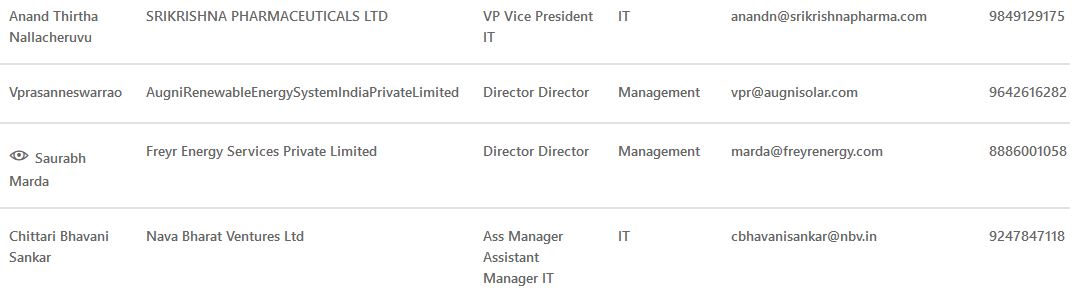 Anand Thirtha SRIKRISHNA PHARMACEUTICALS LTD VP Vice President IT anandn@srikrishnapharma.com 9849129175
Nallacheruvu IT
Vprasanneswarrao AugniRenewableEnergySystemIndiaPrivateLimited Director Director Management vpr@augnisolar.com 9642616282
Saurabh Freyr Energy Services Private Limited Director Director Management marda@freyrenergy.com 8886001058
Marda
Chittari Bhavani Nava Bharat Ventures Ltd Ass Manager IT cbhavanisankar@nbv.in 9247847118
Sankar Assistant
Manager IT